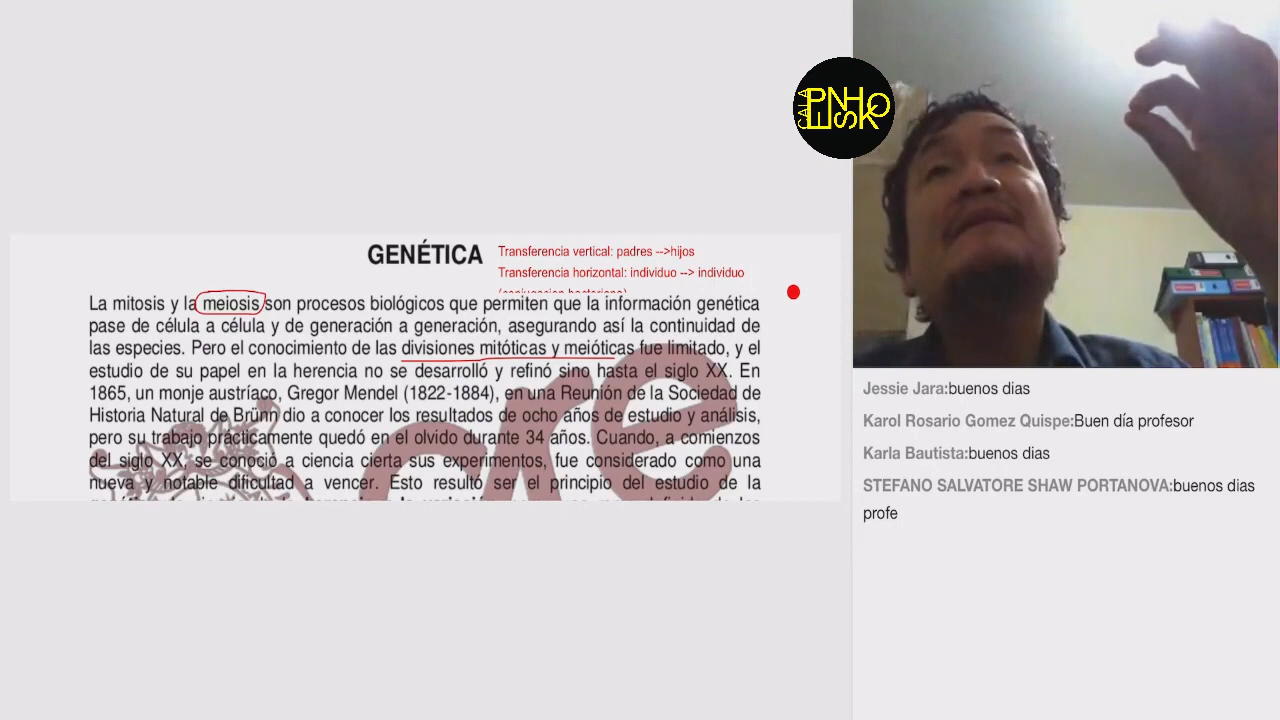 GENÉTICA
Transferencia vertical: padres -->hijos
Transferencia horizontal: individuo --> individuo
(conjugacion bacteriana)
La mitosis y la meiosis son procesos biológicos que permiten que la información genética
pase de célula a célula y de generación a generación, asegurando así la continuidad de
las especies. Pero el conocimiento de las divisiones mitóticas y meióticas fue limitado, y el
estudio de su papel en la herencia no se desarrolló y refinó sino hasta el siglo XX. En
1865, un monje austríaco, Gregor Mendel (1822-1884), en una Reunión de la Sociedad de
Historia Natural de Brünn dio a conocer los resultados de ocho años de estudio y análisis,
pero su trabajo prácticamente quedó en el olvido durante 34 años. Cuando, a comienzos
del siglo XX, se conoció a ciencia cierta sus experimentos, fue considerado como una
nueva y notable dificultad a vencer. Esto resultó ser el principio del estudio de la
cre
CALA
PNHO
ESK
Jessie Jara:buenos dias
Karol Rosario Gomez Quispe:Buen día profesor
Karla Bautista:buenos dias
STEFANO SALVATORE SHAW PORTANOVA:buenos dias
profe